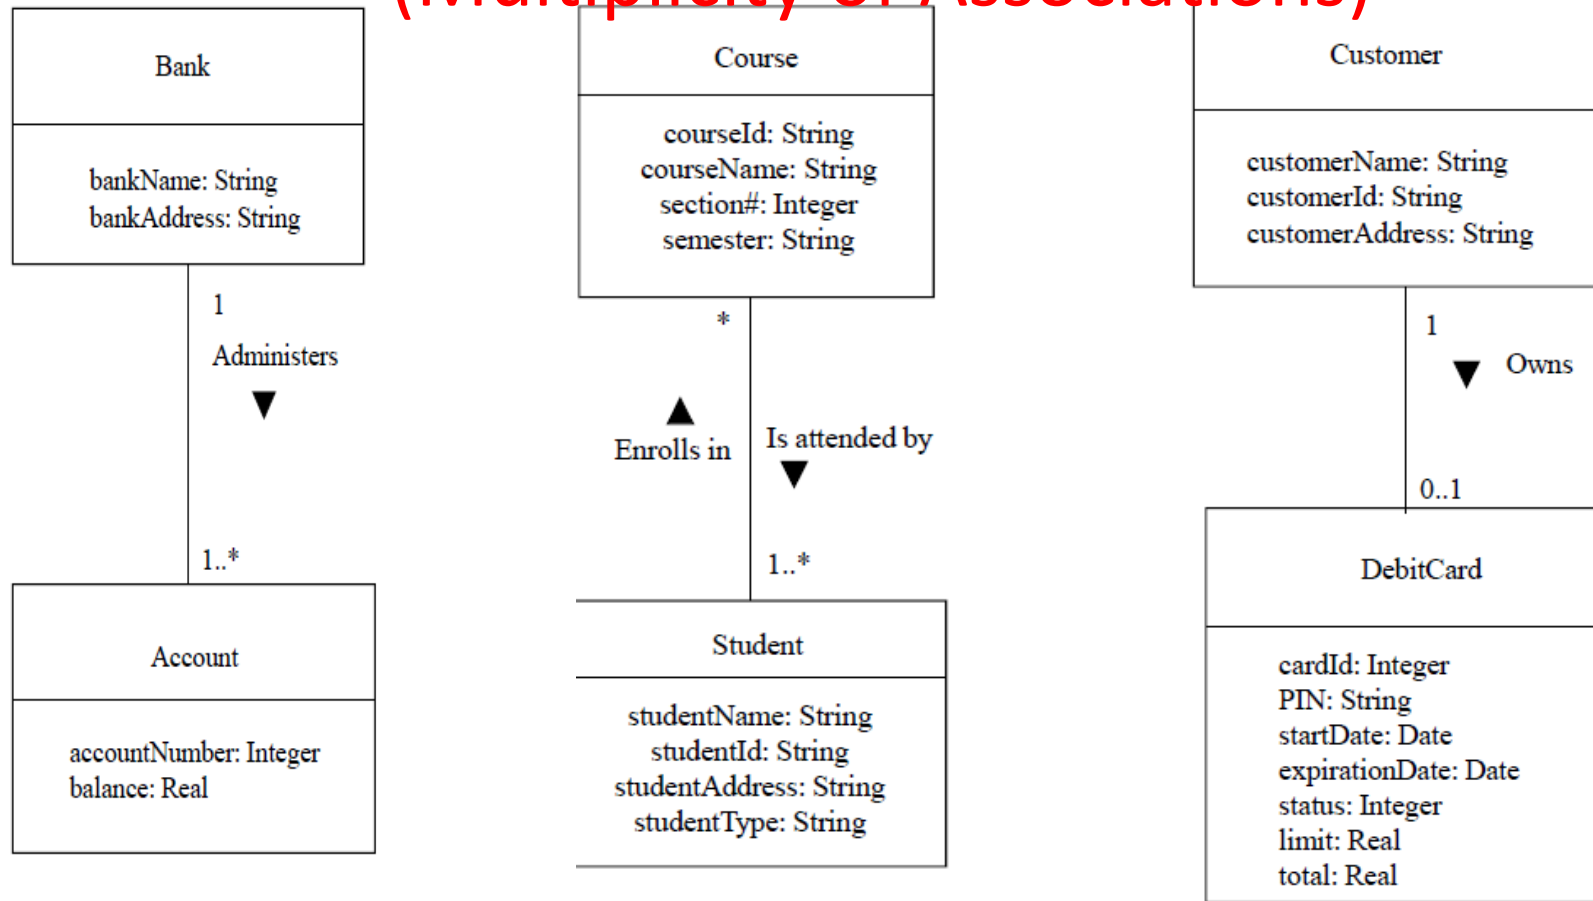 (Multiplicity of Associations)
Bank
bankName: String
bankAddress: String
1
Administers
1..*
Account
accountNumber: Integer
balance: Real
Course
courseId: String
courseName: String
section#: Integer
semester: String
*
Enrolls in
Is attended by
1..*
Student
studentName: String
studentId: String
studentAddress: String
studentType: String
Customer
customerName: String
customerId: String
customerAddress: String
1
Owns
0..1
DebitCard
cardId: Integer
PIN: String
startDate: Date
expirationDate: Date
status: Integer
limit: Real
total: Real